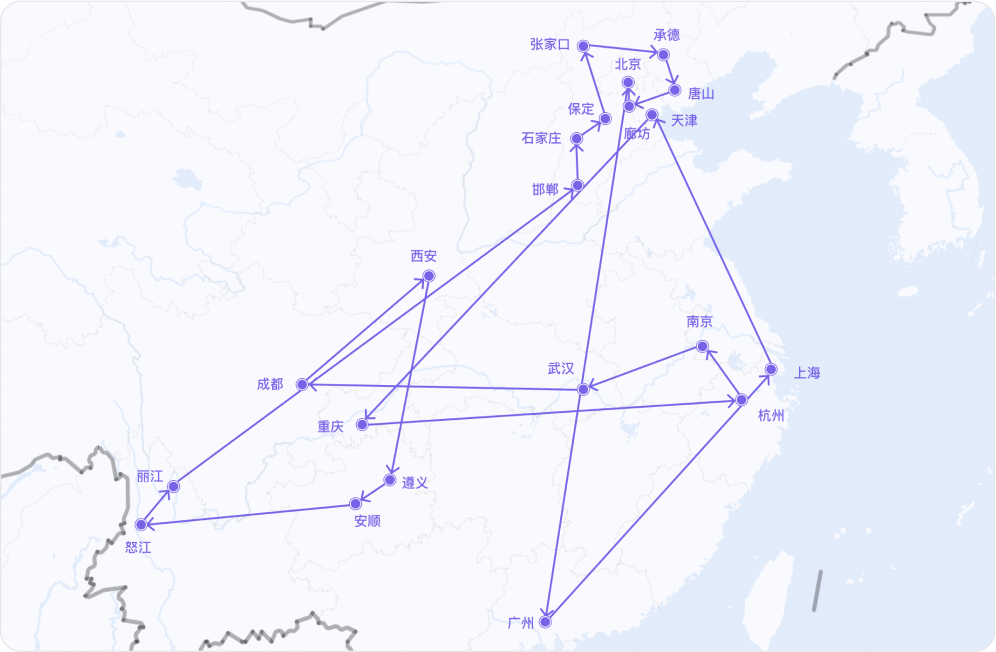 承德
张家口
北京
唐山
保定
天津
廊坊
石家庄
邯郸
西安
南京
武汉
上海
成都
杭州
重庆
丽江
遵义
安顺
怒江
广州